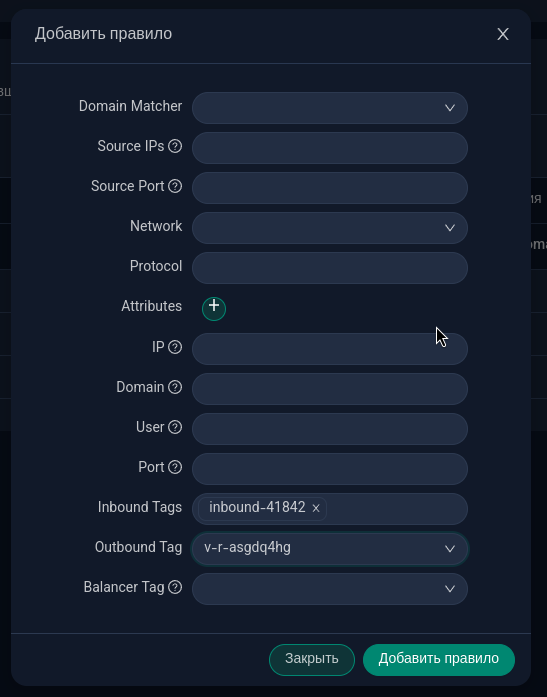 Добавить правило
Domain Matcher
Source IPs
Source Port
Network
Protocol
Attributes
IP
Domain
User
Port
Inbound Tags inbound-41842
Outbound Tag v-r-asgdq4hg
Balancer Tag
Закрыть Добавить правило